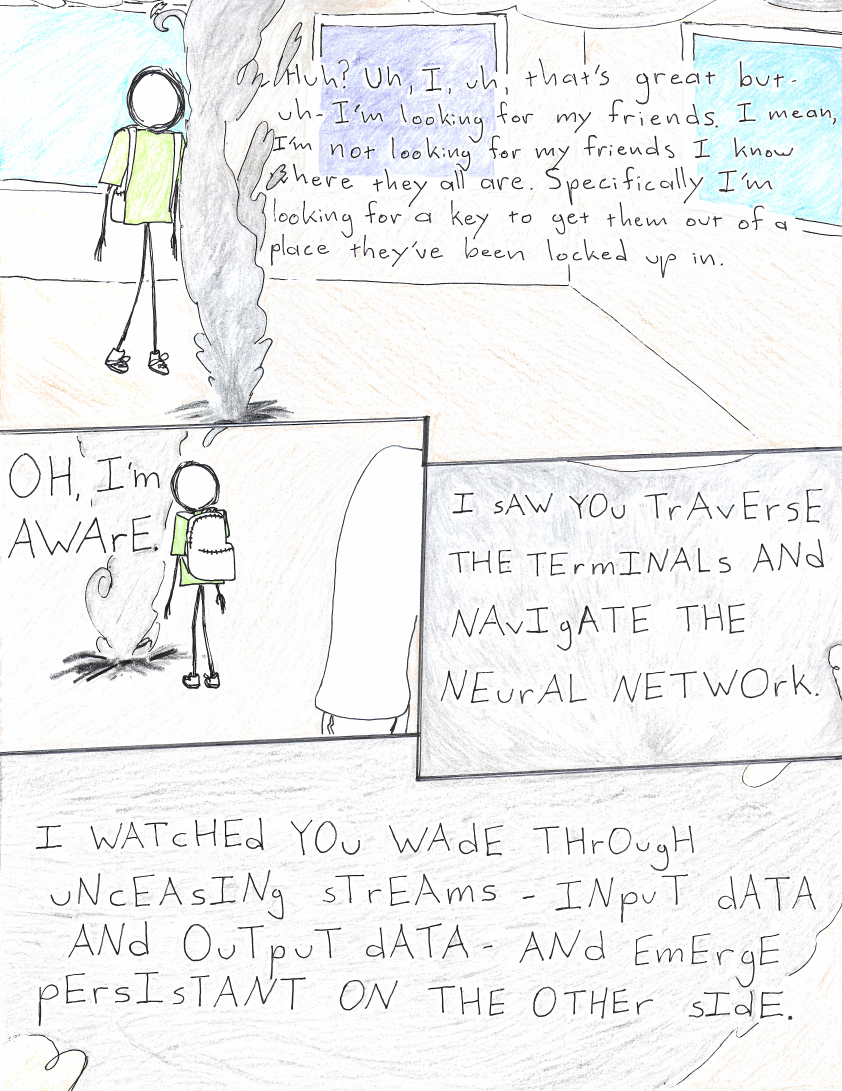 Huh? Uh, I, uh, that's great but-
uh- I'm looking for my friends. I mean,
I'm not looking for my friends I know
where they all are. Specifically I'm
looking for a key to get them out of a
place they've been locked up in.
OH, I'm
AWArE.
I sAW YOu TrAvErsE
THE TErmINALs ANd
NAvIgATE THE
NEurAL NETWOrk.
I WATcHEd YOu WAdE THrOugH
uNcEAsINg sTrEAms - INpuT dATA
ANd OuTpuT dATA - ANd EmErgE
pErsIsTANT ON THE OTHEr sIdE.